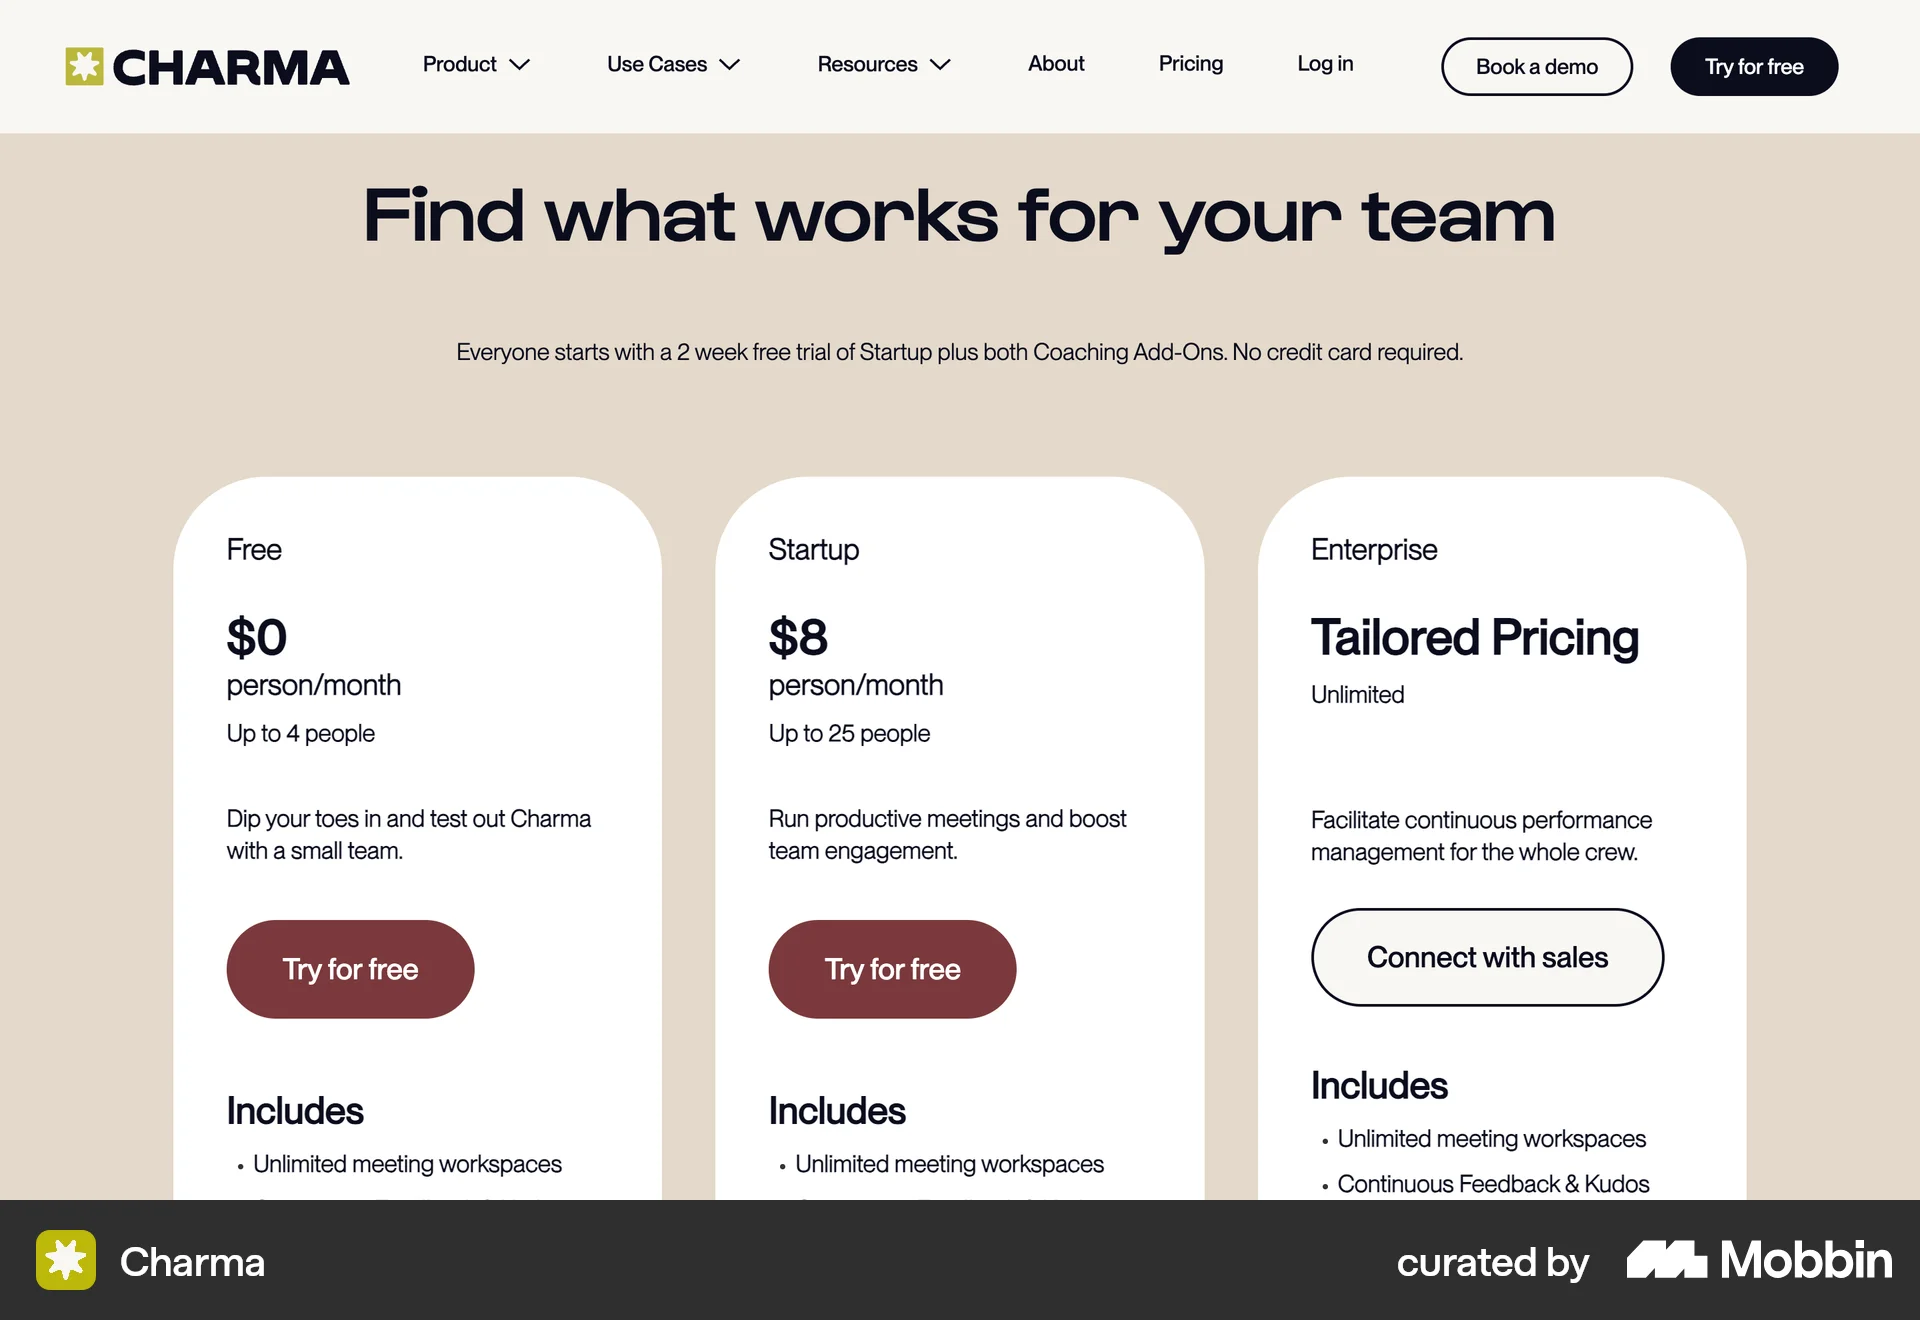 CHARMA
Product
Use Cases
Resources
About
Pricing
Log in
Book a demo
Try for free
Find what works for your team
Everyone starts with a 2 week free trial of Startup plus both Coaching Add-Ons. No credit card required.
Free
$0
person/month
Up to 4 people
Dip your toes in and test out Charma
with a small team.
Try for free
Includes
• Unlimited meeting workspaces
Startup
$8
person/month
Up to 25 people
Run productive meetings and boost
team engagement.
Try for free
Includes
• Unlimited meeting workspaces
Enterprise
Tailored Pricing
Unlimited
Facilitate continuous performance
management for the whole crew.
Connect with sales
Includes
• Unlimited meeting workspaces
• Continuous Feedback & Kudos
Charma
curated by
Mobbin